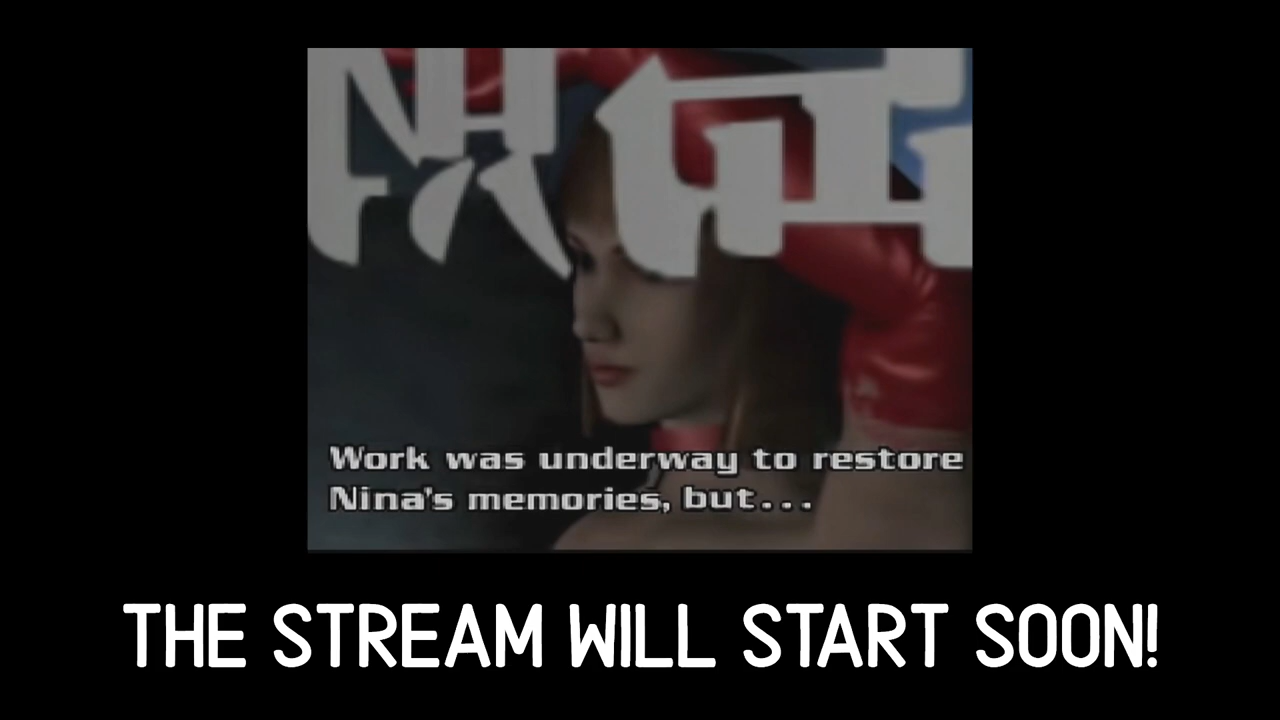 Work was underway to restore
Nina's memories, but...
THE STREAM WILL START SOON!